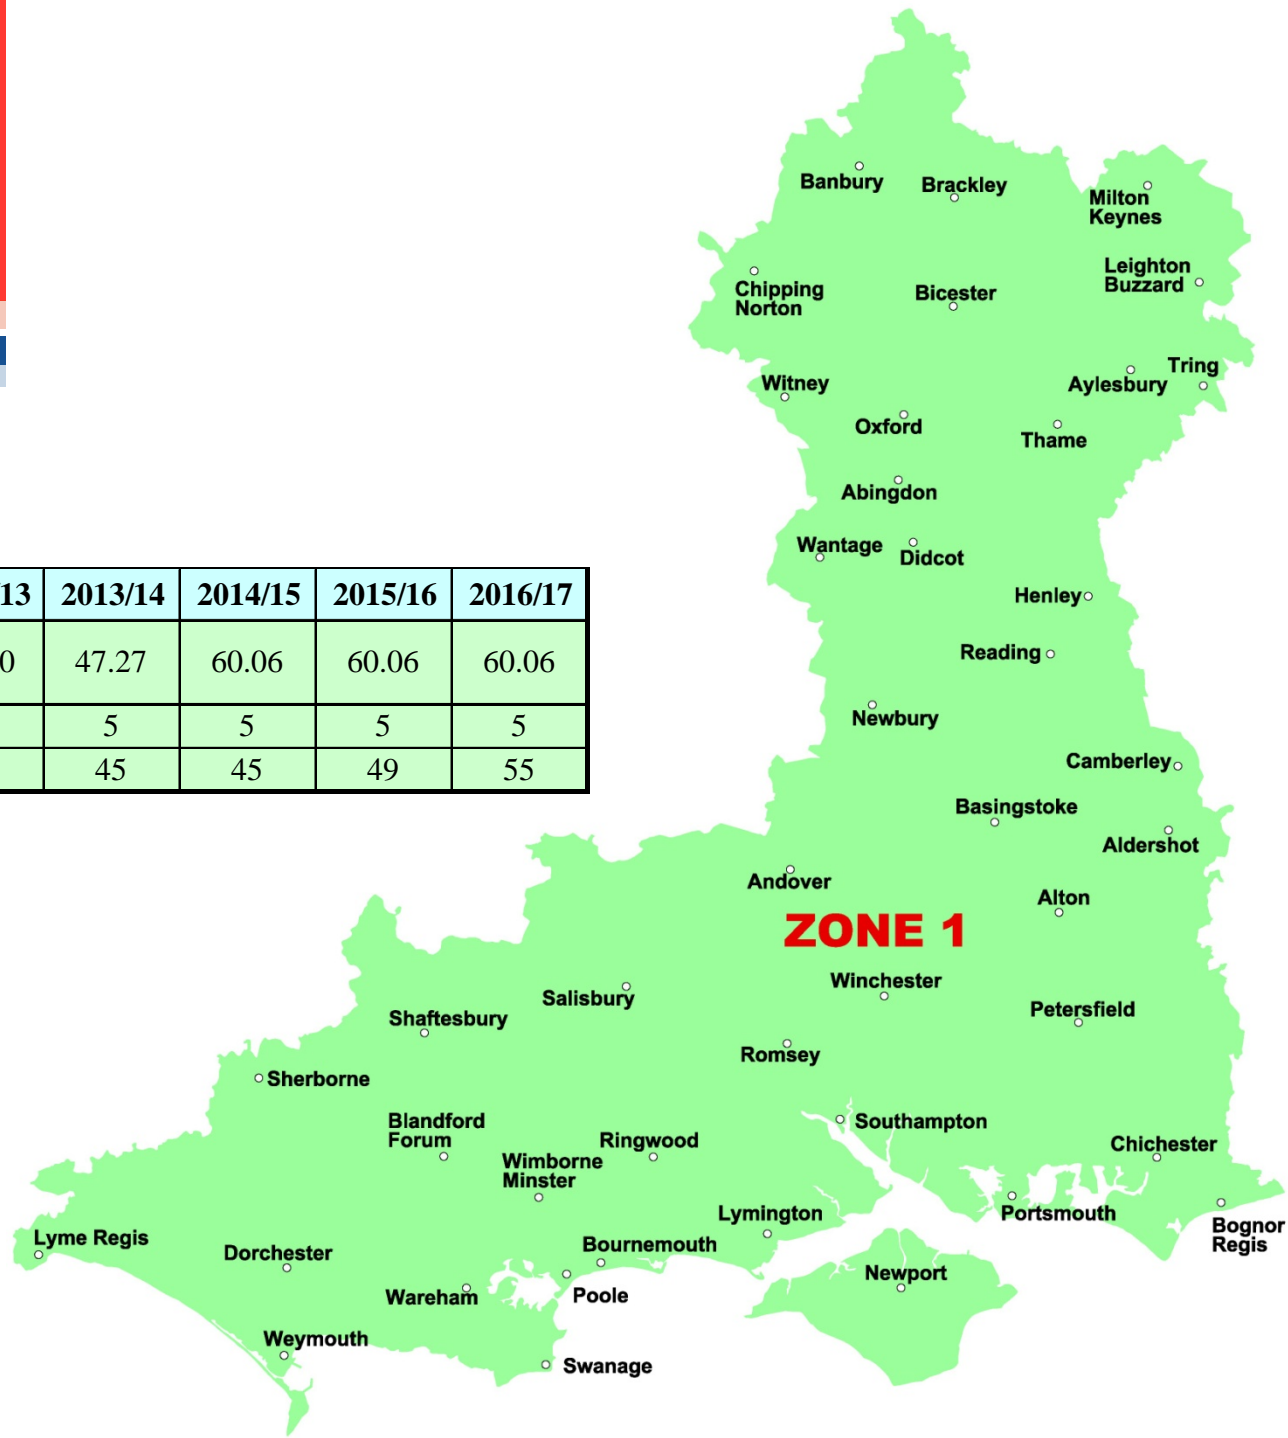 Banbury
Brackley
Milton
Keynes
Leighton
Buzzard
Chipping
Norton
Bicester
Tring
Witney
Aylesbury
Oxford
Thame
Abingdon
Wantage
Didcot
/13 2013/14 2014/15 2015/16 2016/17
0 47.27 60.06 60.06 60.06
5 5 5 5
45 45 49 55
Henley
Reading
Newbury
Camberley
Basingstoke
Aldershot
Andover
Alton
ZONE 1
Winchester
Salisbury
Petersfield
Shaftesbury
Romsey
Sherborne
Blandford
Forum
Southampton
Ringwood
Chichester
Wimborne
Minster
Lymington
Portsmouth
Bognor
Regis
Lyme Regis
Dorchester
Bournemouth
Newport
Wareham
Poole
Weymouth
Swanage